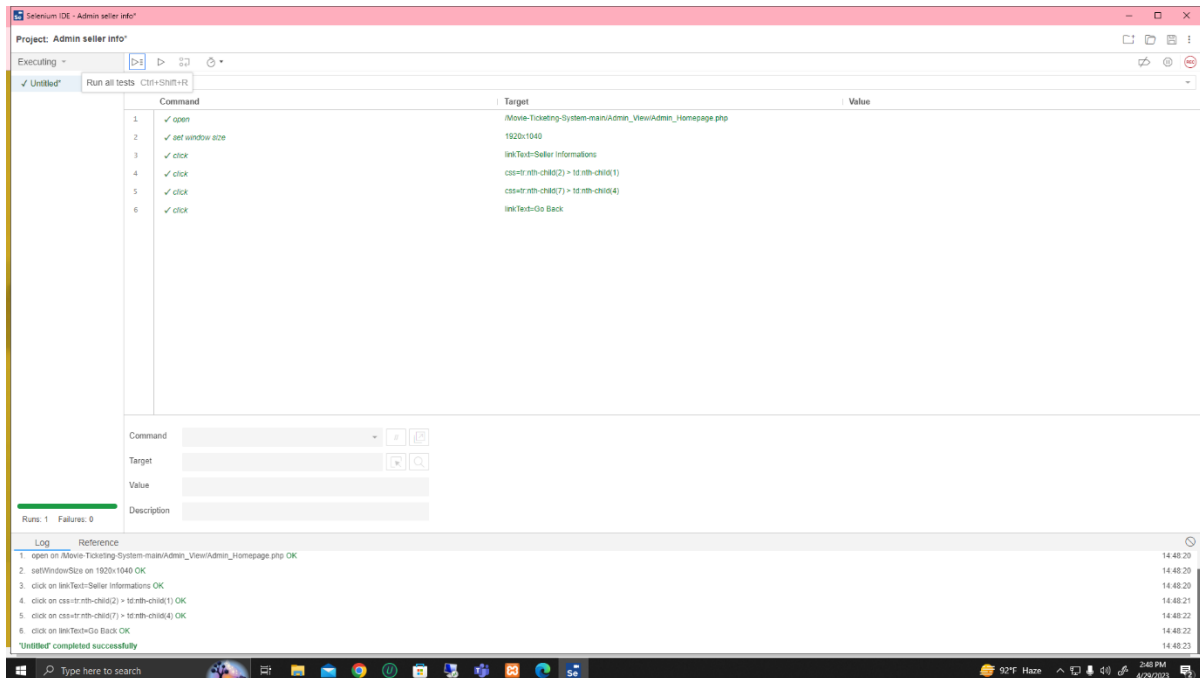 Selenium IDE - Admin seller info*
Project: Admin seller info*
Executing
✓ Untitled*
Run all tests Ctrl+Shift+R
Command Target Value
1 ✓ open /Movie-Ticketing-System-main/Admin_View/Admin_Homepage.php
2 ✓ set window size 1920x1040
3 ✓ click linkText=Seller Informations
4 ✓ click css=tr:nth-child(2) > td:nth-child(1)
5 ✓ click css=tr:nth-child(7) > td:nth-child(4)
6 ✓ click linkText=Go Back
Command //
Target
Value
Description
Runs: 1 Failures: 0
Log Reference
1. open on /Movie-Ticketing-System-main/Admin_View/Admin_Homepage.php OK 14:48:20
2. setWindowSize on 1920x1040 OK 14:48:20
3. click on linkText=Seller Informations OK 14:48:20
4. click on css=tr:nth-child(2) > td:nth-child(1) OK 14:48:21
5. click on css=tr:nth-child(7) > td:nth-child(4) OK 14:48:22
6. click on linkText=Go Back OK 14:48:22
'Untitled' completed successfully 14:48:23
Type here to search
Se
92°F Haze
2:48 PM
4/29/2023